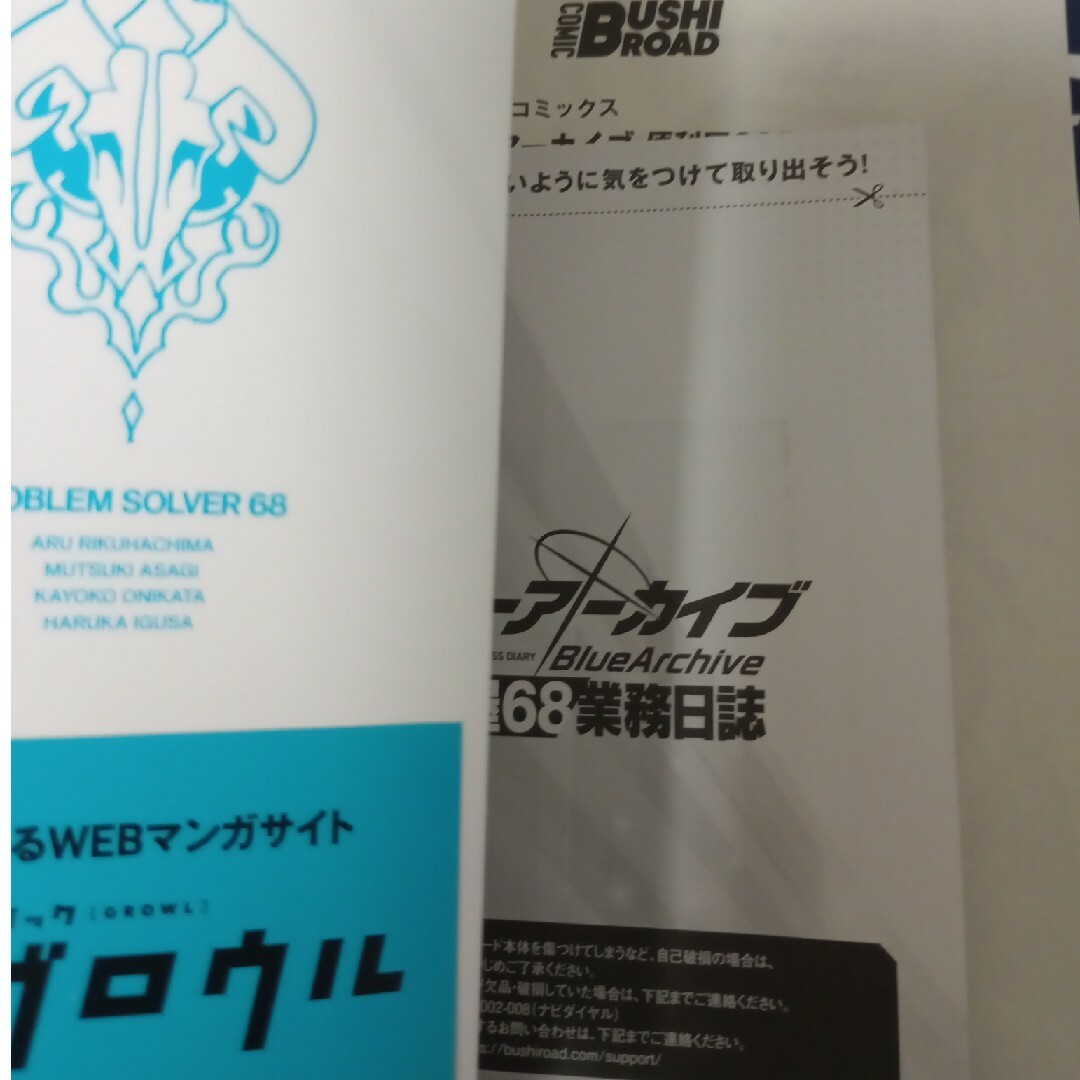 OBLEM SOLVER 68
ARU RIKUHACHIMA
MUTSUKI ASAGI
KAYOKO ONIKATA
HARUKA IGUSA
るWEBマンガサイト
ック [GROWL]
グロウル
COMIC BUSHI
ROAD
コミックス
いように気をつけて取り出そう!
ーアーカイブ
SS DIARY BlueArchive
屋68業務日誌
ード本体を傷つけてしまうなど、自己破損の場合は、
じめご了承ください。
欠品・破損していた場合は、下記までご連絡ください。
002-008(ナビダイヤル)
するお問い合わせは、下記までご連絡ください。
s://bushiroad.com/support/